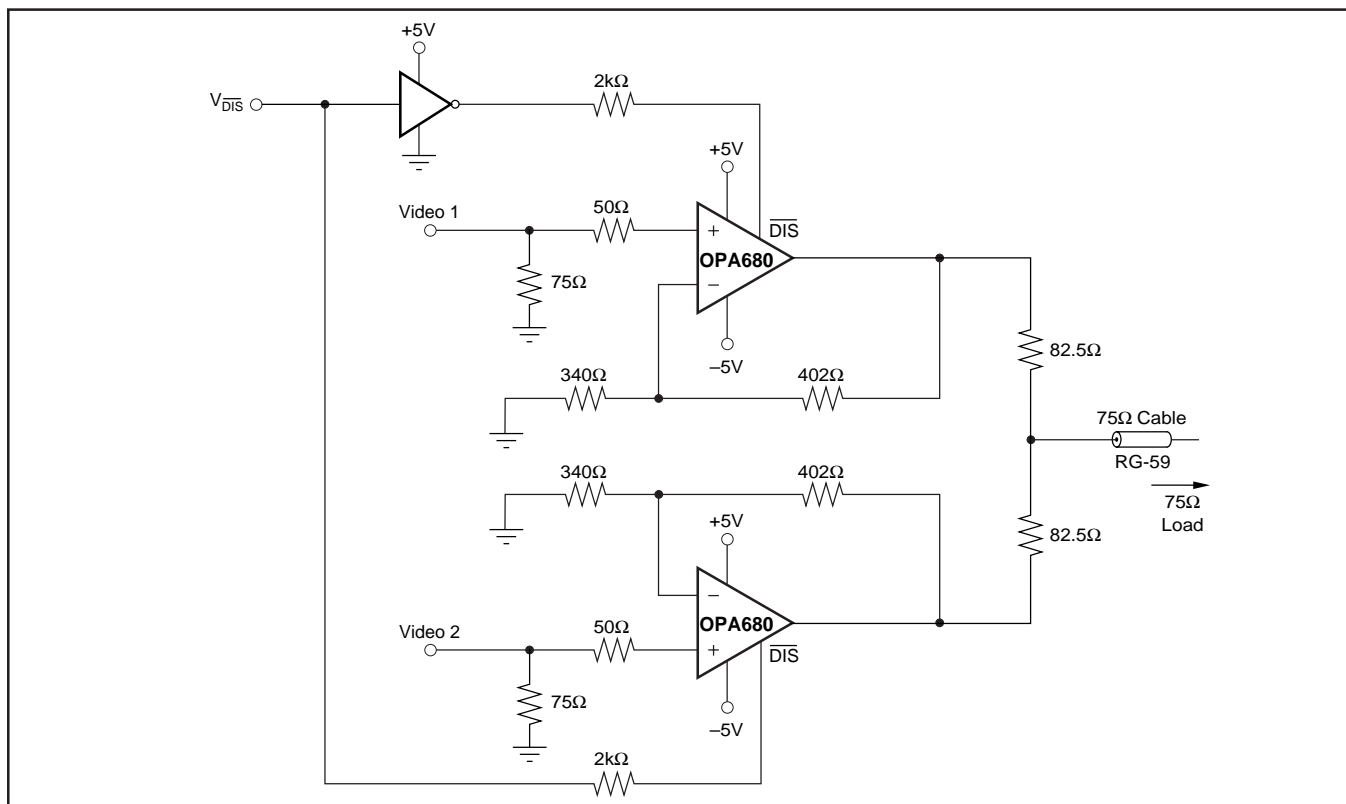 +5V
V DIS
2kΩ
+5V
Video 1
50Ω
+
DIS
OPA680
75Ω
–
–5V
82.5Ω
340Ω
402Ω
75Ω Cable
RG-59
340Ω
402Ω
75Ω
Load
+5V
82.5Ω
–
OPA680
Video 2
50Ω
+
DIS
75Ω
–5V
2kΩ